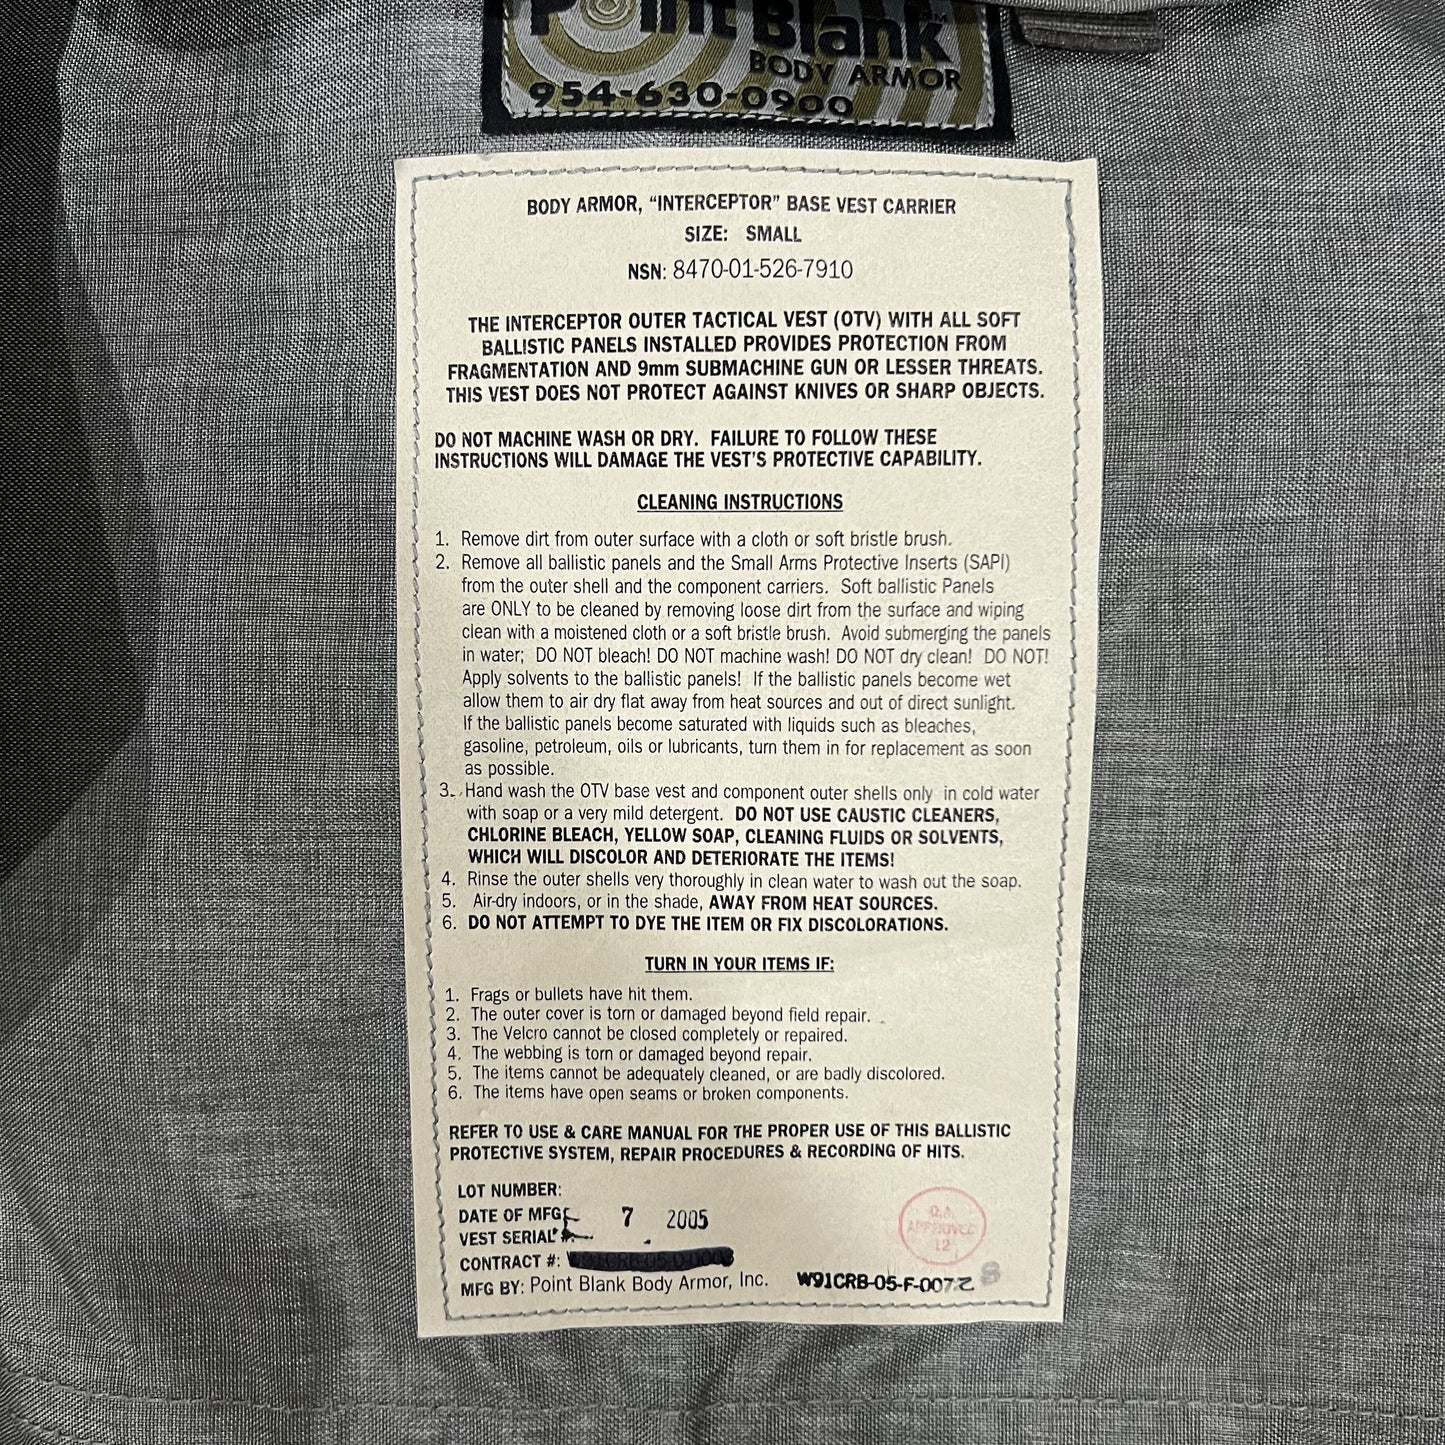 Point Blank
BODY ARMOR
954-630-0900
BODY ARMOR, “INTERCEPTOR” BASE VEST CARRIER
SIZE: SMALL
NSN: 8470-01-526-7910
THE INTERCEPTOR OUTER TACTICAL VEST (OTV) WITH ALL SOFT
BALLISTIC PANELS INSTALLED PROVIDES PROTECTION FROM
FRAGMENTATION AND 9mm SUBMACHINE GUN OR LESSER THREATS.
THIS VEST DOES NOT PROTECT AGAINST KNIVES OR SHARP OBJECTS.
DO NOT MACHINE WASH OR DRY. FAILURE TO FOLLOW THESE
INSTRUCTIONS WILL DAMAGE THE VEST’S PROTECTIVE CAPABILITY.
CLEANING INSTRUCTIONS
1. Remove dirt from outer surface with a cloth or soft bristle brush.
2. Remove all ballistic panels and the Small Arms Protective Inserts (SAPI)
from the outer shell and the component carriers. Soft ballistic Panels
are ONLY to be cleaned by removing loose dirt from the surface and wiping
clean with a moistened cloth or a soft bristle brush. Avoid submerging the panels
in water; DO NOT bleach! DO NOT machine wash! DO NOT dry clean! DO NOT!
Apply solvents to the ballistic panels! If the ballistic panels become wet
allow them to air dry flat away from heat sources and out of direct sunlight.
If the ballistic panels become saturated with liquids such as bleaches,
gasoline, petroleum, oils or lubricants, turn them in for replacement as soon
as possible.
3. Hand wash the OTV base vest and component outer shells only in cold water
with soap or a very mild detergent. DO NOT USE CAUSTIC CLEANERS,
CHLORINE BLEACH, YELLOW SOAP, CLEANING FLUIDS OR SOLVENTS,
WHICH WILL DISCOLOR AND DETERIORATE THE ITEMS!
4. Rinse the outer shells very thoroughly in clean water to wash out the soap.
5. Air-dry indoors, or in the shade, AWAY FROM HEAT SOURCES.
6. DO NOT ATTEMPT TO DYE THE ITEM OR FIX DISCOLORATIONS.
TURN IN YOUR ITEMS IF:
1. Frags or bullets have hit them.
2. The outer cover is torn or damaged beyond field repair.
3. The Velcro cannot be closed completely or repaired.
4. The webbing is torn or damaged beyond repair.
5. The items cannot be adequately cleaned, or are badly discolored.
6. The items have open seams or broken components.
REFER TO USE & CARE MANUAL FOR THE PROPER USE OF THIS BALLISTIC
PROTECTIVE SYSTEM, REPAIR PROCEDURES & RECORDING OF HITS.
LOT NUMBER:
DATE OF MFG: 7 2005
VEST SERIAL #:
CONTRACT #:
MFG BY: Point Blank Body Armor, Inc. W91CRB-05-F-007 8
Q.A.
APPROVED
12